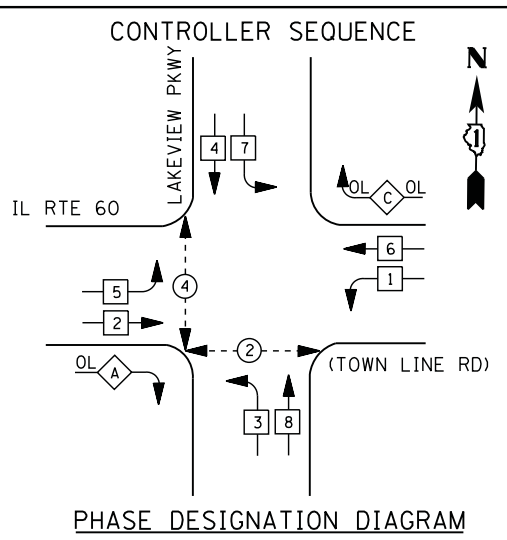 CONTROLLER SEQUENCE
N
1
LAKEVIEW PKWY
4
7
IL RTE 60
OL
C
OL
6
1
5
4
2
OL
A
2
(TOWN LINE RD)
3
8
PHASE DESIGNATION DIAGRAM